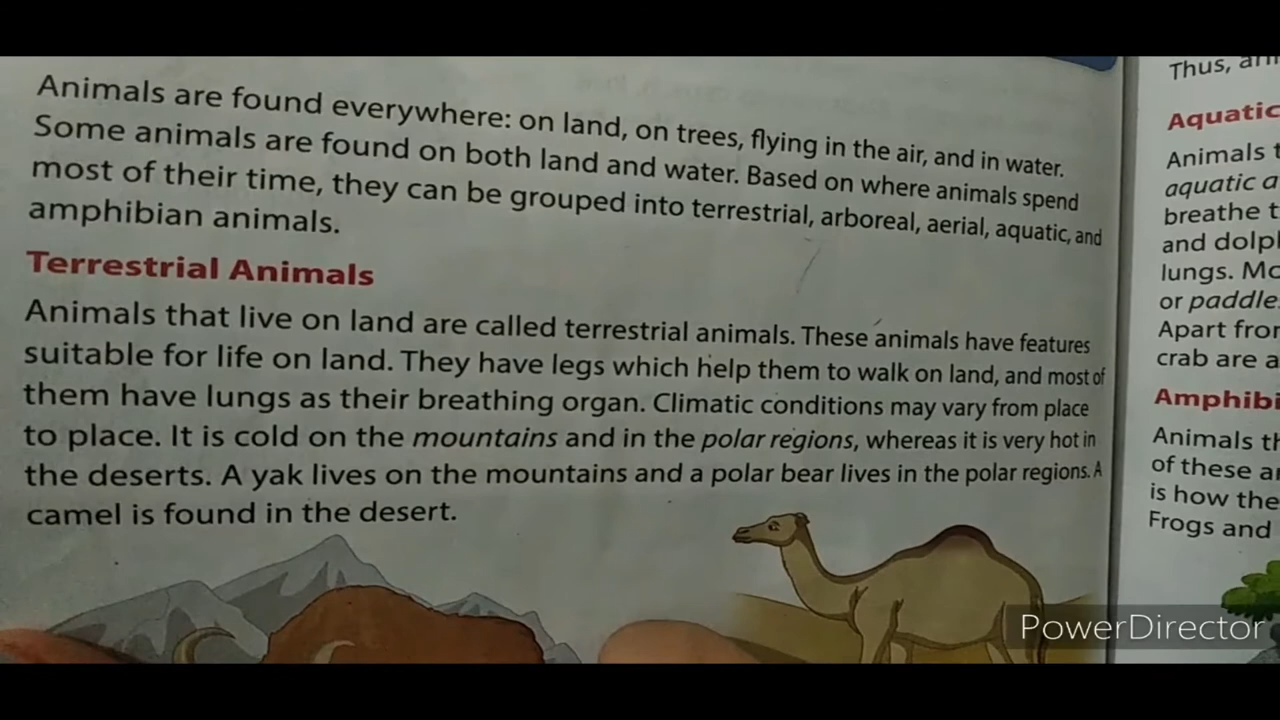 Animals are found everywhere: on land, on trees, flying in the air, and in water.
Some animals are found on both land and water. Based on where animals spend
most of their time, they can be grouped into terrestrial, arboreal, aerial, aquatic, and
amphibian animals.
Terrestrial Animals
Animals that live on land are called terrestrial animals. These animals have features
suitable for life on land. They have legs which help them to walk on land, and most of
them have lungs as their breathing organ. Climatic conditions may vary from place
to place. It is cold on the mountains and in the polar regions, whereas it is very hot in
the deserts. A yak lives on the mountains and a polar bear lives in the polar regions. A
camel is found in the desert.
Thus,
Aquatic
Animals
aquatic
breathe
and
lungs.
or paddle
Apart
crab are
Animals
of these
is how
Frogs and
PowerDirector